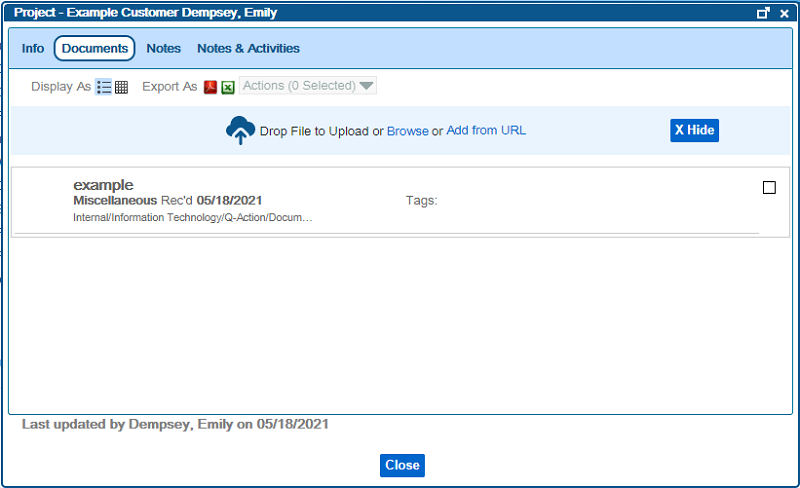 Project - Example Customer Dempsey, Emily
Info Documents Notes Notes & Activities
Display As Export As Actions (0 Selected)
Drop File to Upload or Browse or Add from URL X Hide
example
Miscellaneous Rec'd 05/18/2021 Tags:
Internal/Information Technology/Q-Action/Docum...
Last updated by Dempsey, Emily on 05/18/2021
Close